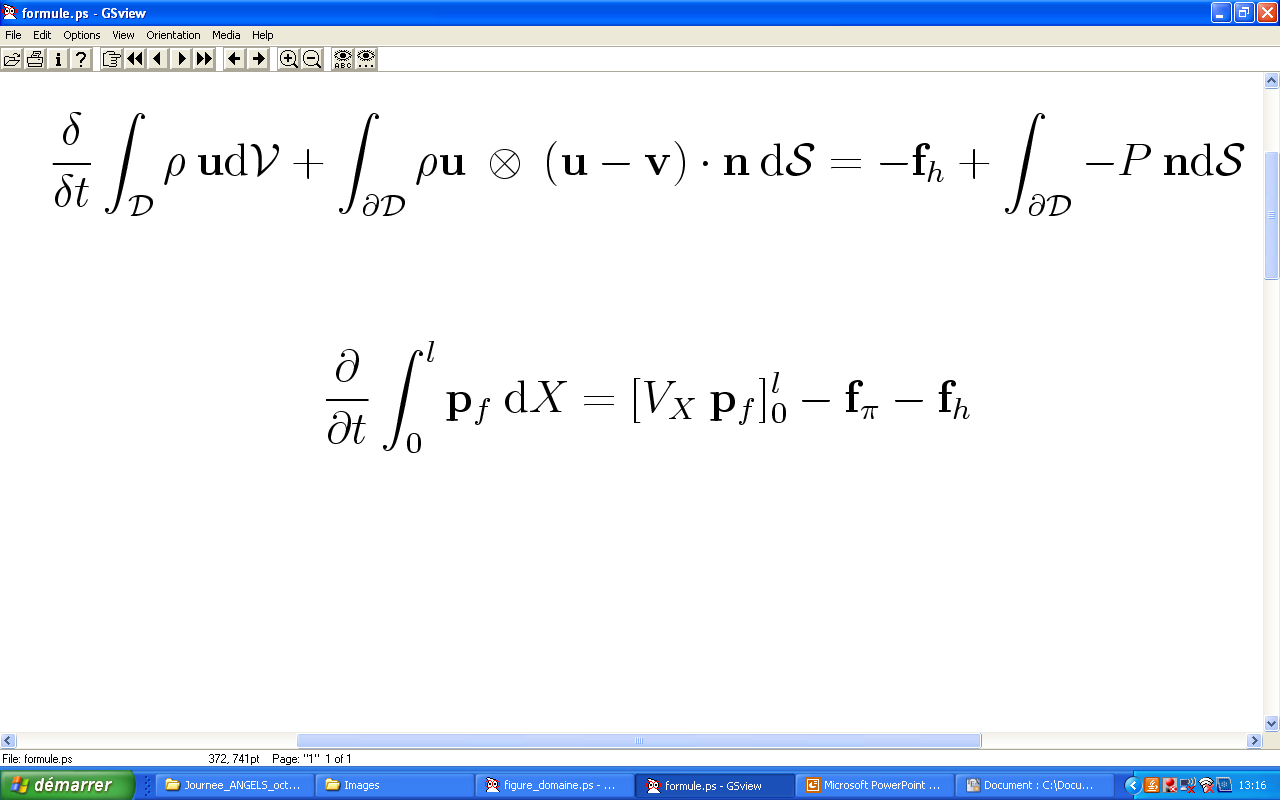 formule.ps - GSview
File Edit Options View Orientation Media Help
δ/δt ∫_𝒟 ρ 𝐮d𝒱 + ∫_∂𝒟 ρ𝐮 ⊗ (𝐮 − 𝐯) · 𝐧 d𝒮 = −𝐟_h + ∫_∂𝒟 −P 𝐧d𝒮
∂/∂t ∫_0^l 𝐩_f dX = [V_X 𝐩_f]_0^l − 𝐟_π − 𝐟_h
File: formule.ps 372, 741pt Page: "1" 1 of 1
démarrer Journee_ANGELS_oct... Images figure_domaine.ps - ... formule.ps - GSview Microsoft PowerPoint ... Document : C:\Docu... 13:16